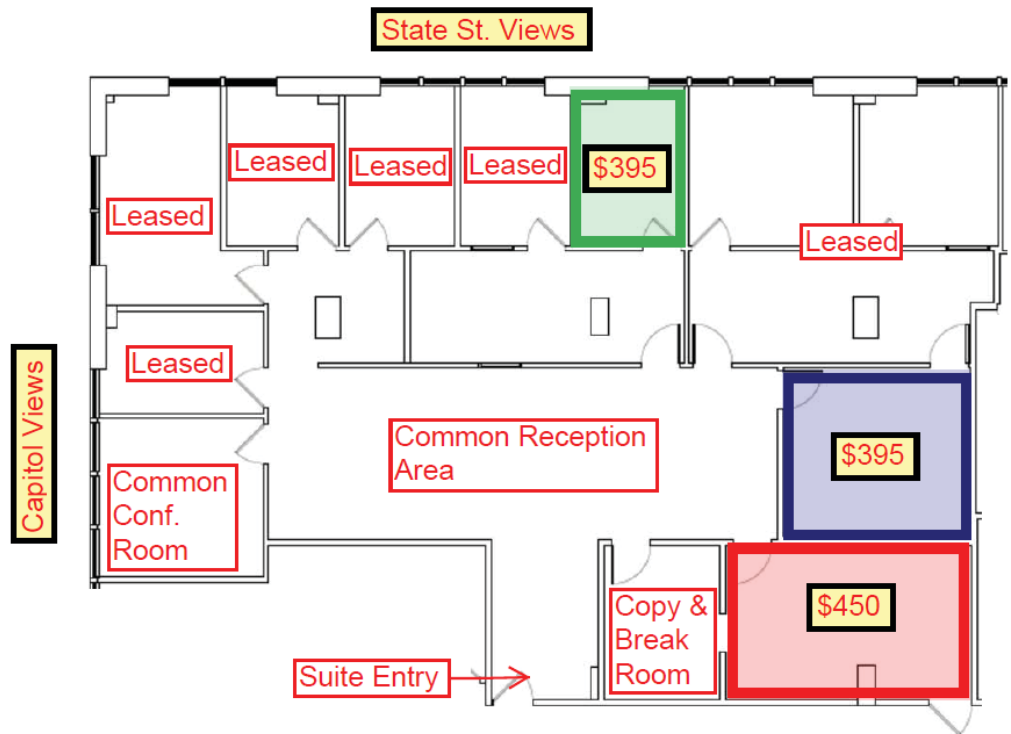 State St. Views
Leased
Leased
Leased
$395
Leased
Leased
Leased
Capitol Views
Common Reception
Area
$395
Common
Conf.
Room
Copy &
Break
Room
$450
Suite Entry